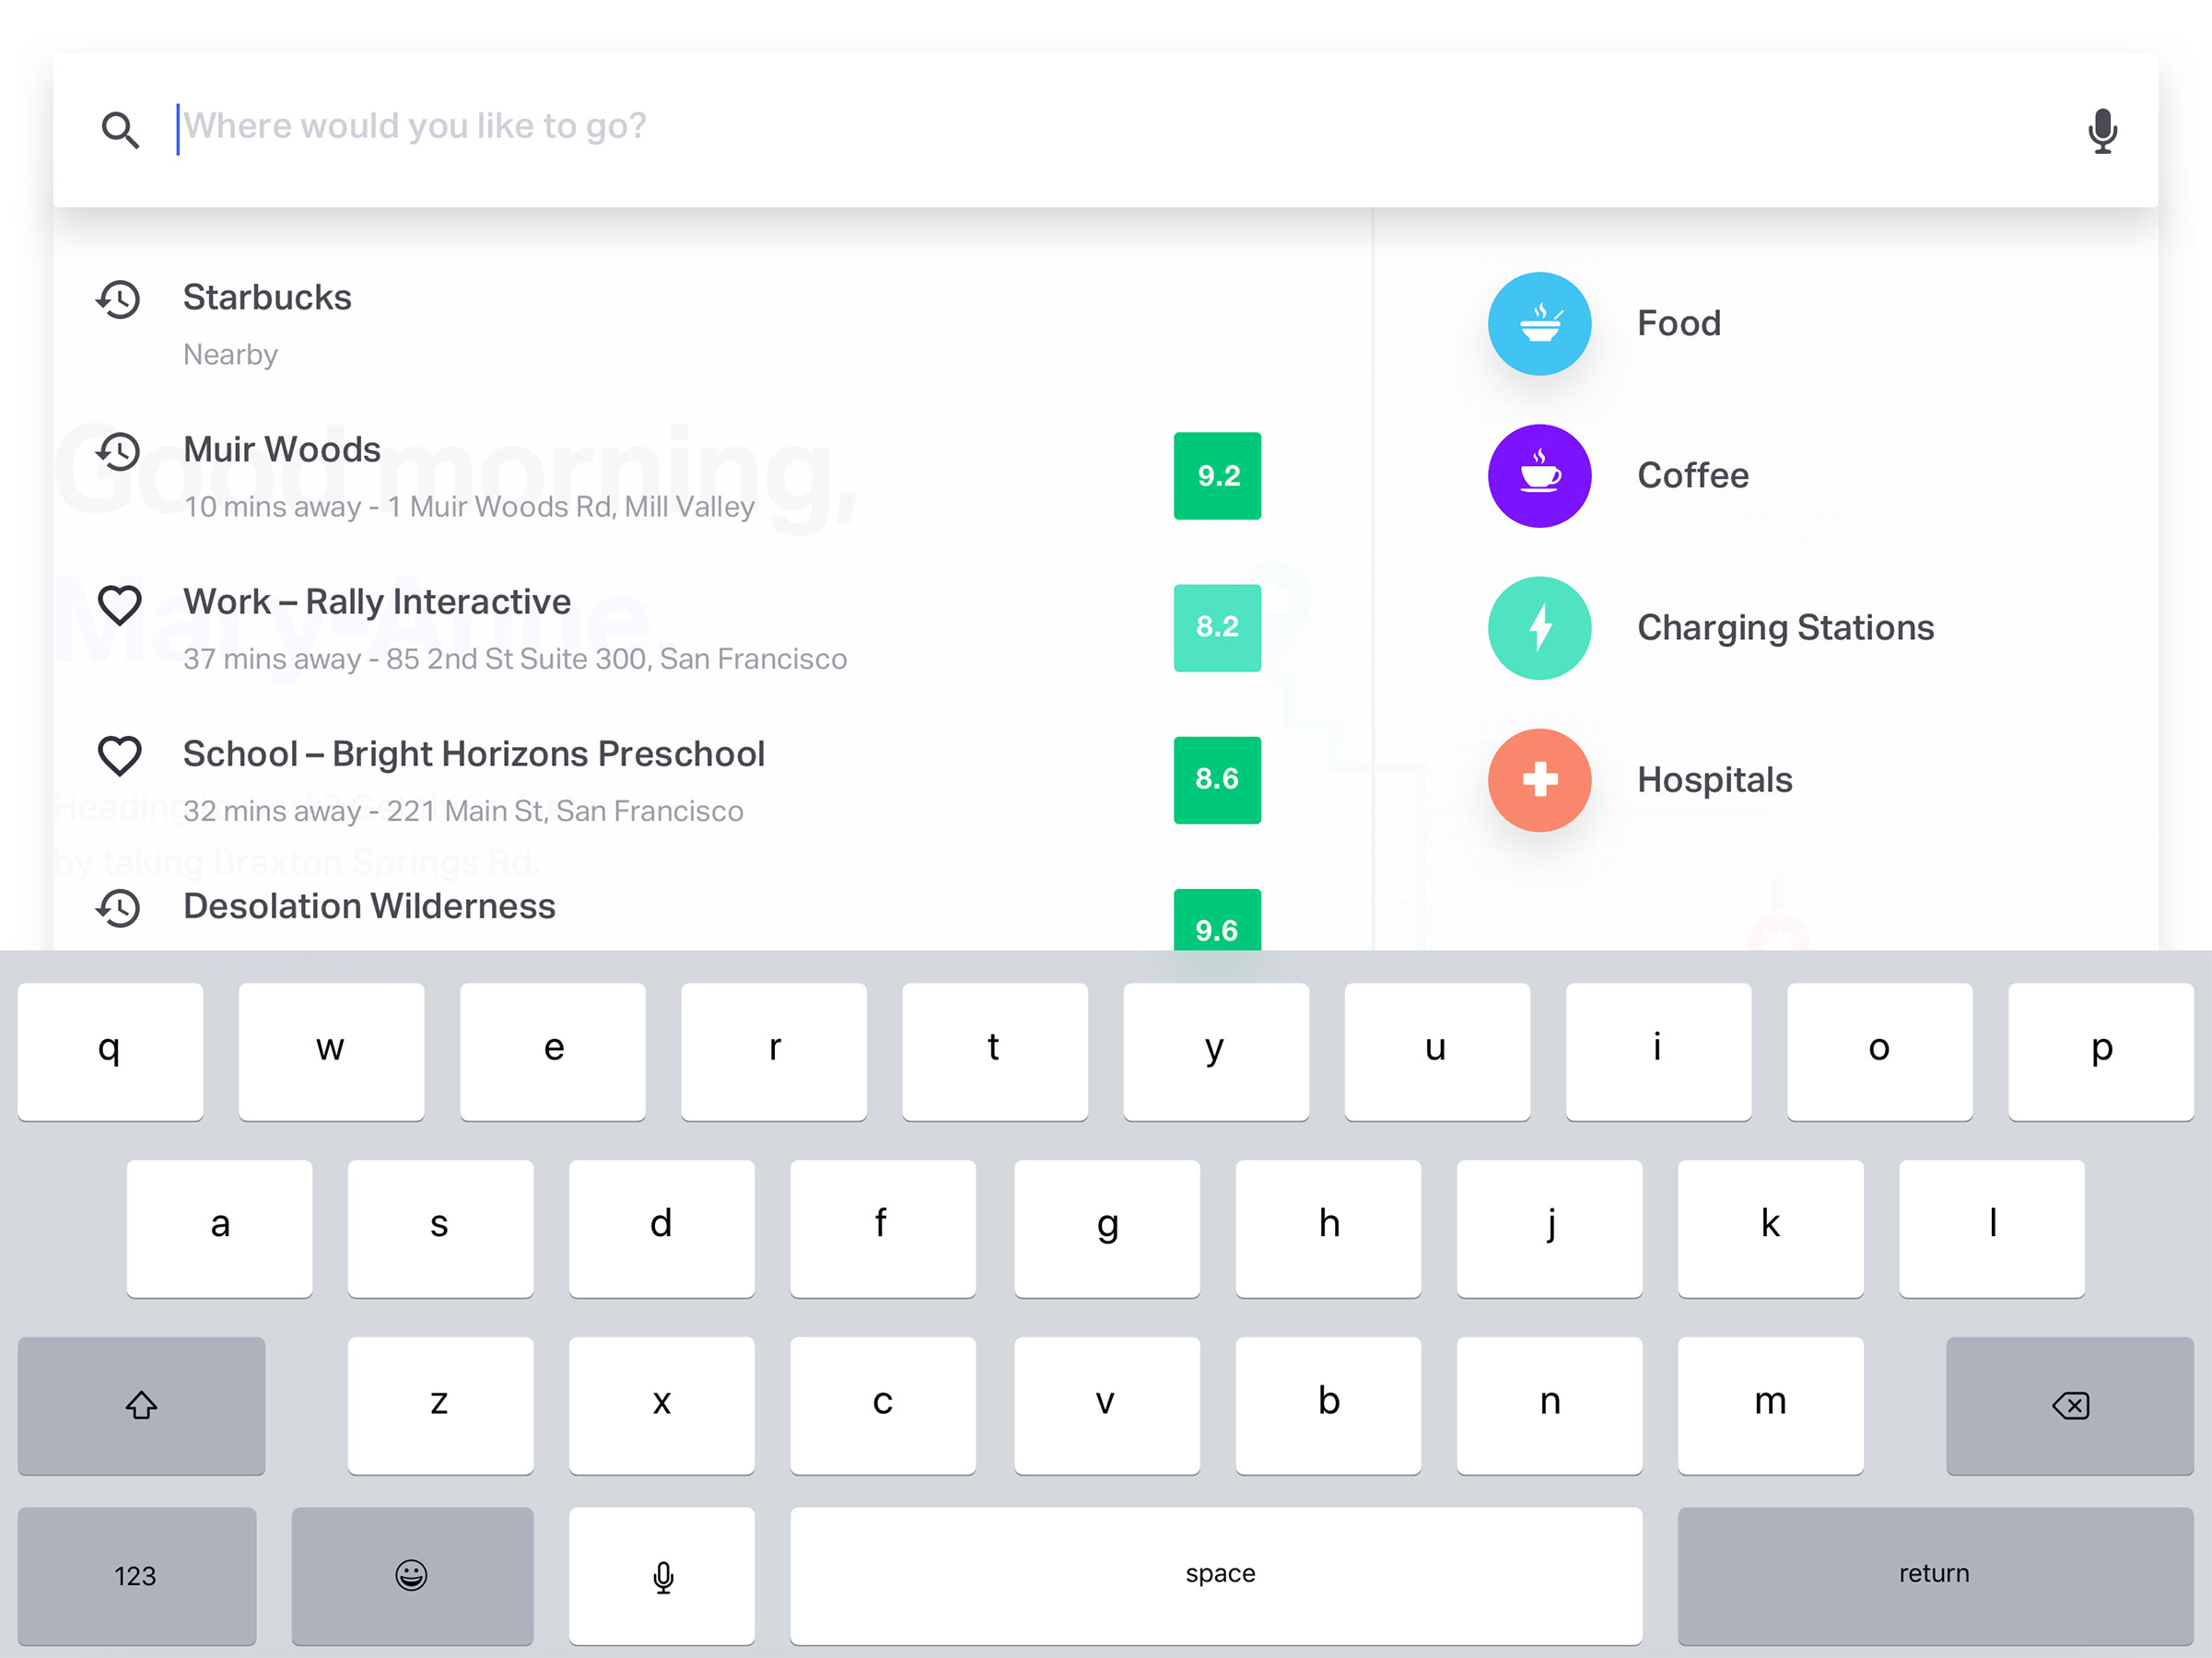 Where would you like to go?
Starbucks
Nearby
Good morning,
Muir Woods
10 mins away - 1 Muir Woods Rd, Mill Valley
9.2
Mary-Anne.
Work – Rally Interactive
37 mins away - 85 2nd St Suite 300, San Francisco
8.2
School – Bright Horizons Preschool
Heading
32 mins away - 221 Main St, San Francisco
8.6
by taking Braxton Springs Rd.
Desolation Wilderness
9.6
Food
Coffee
Charging Stations
Hospitals
q w e r t y u i o p
a s d f g h j k l
z x c v b n m
123 space return